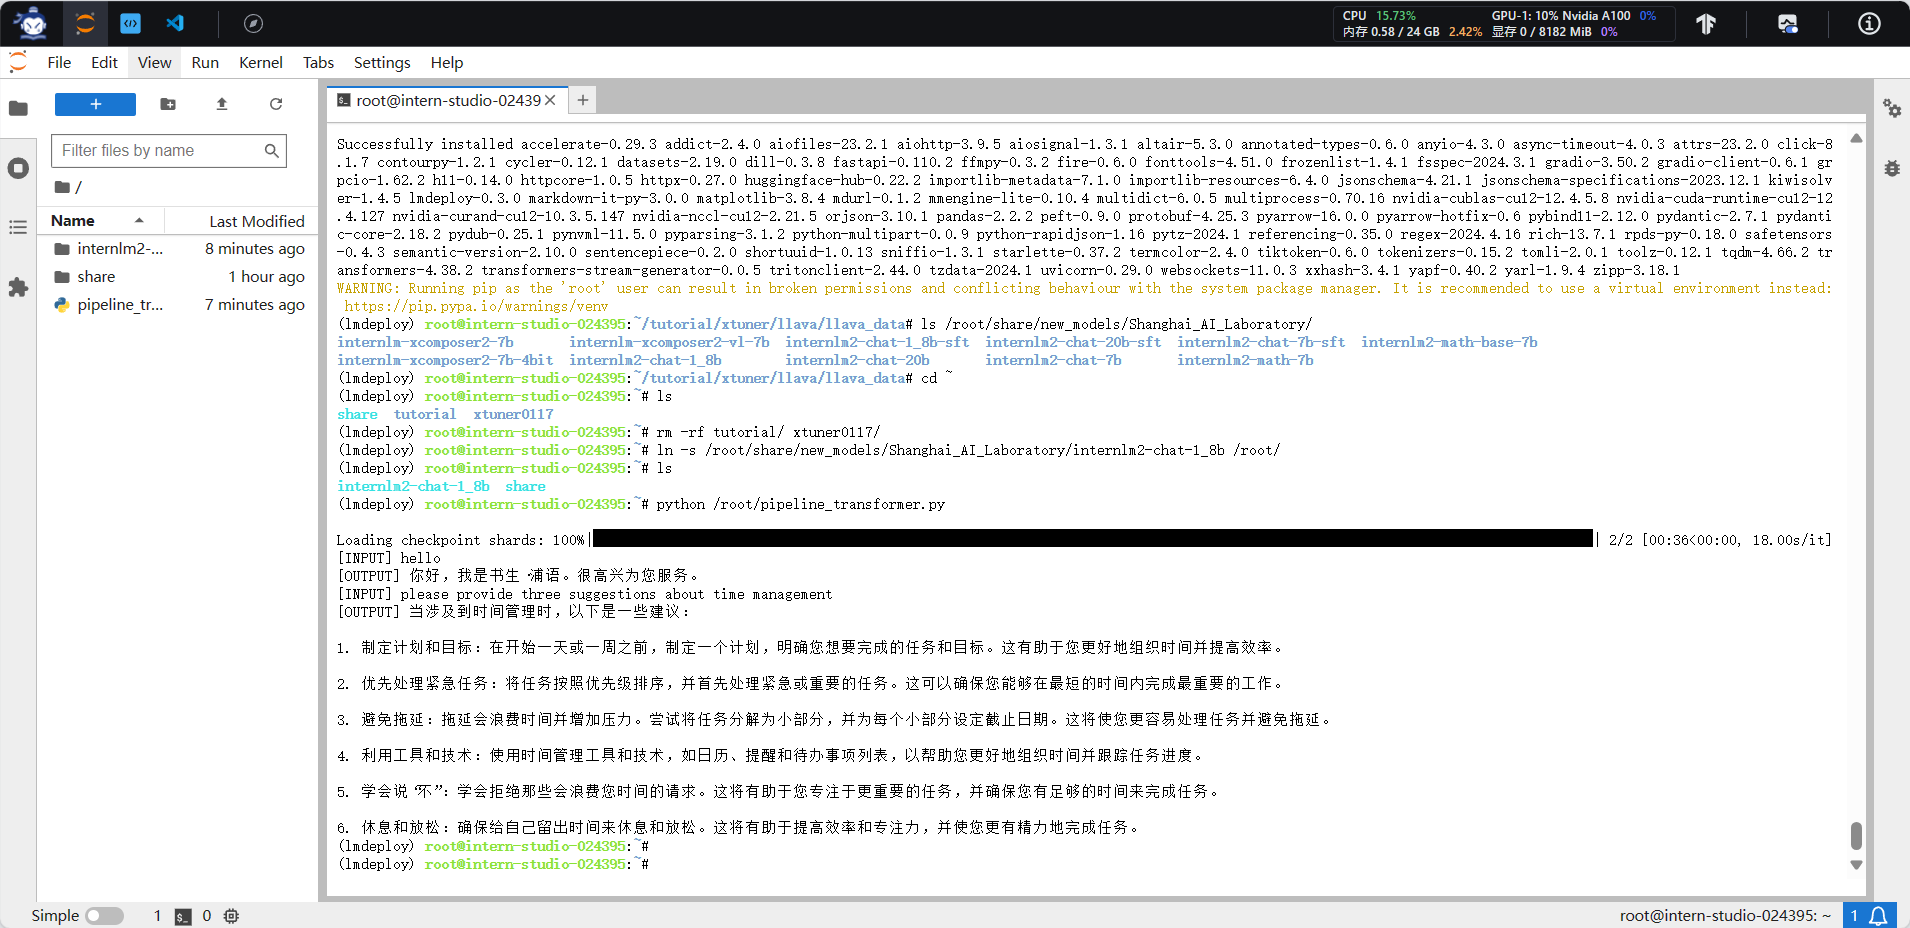 CPU 15.73% GPU-1: 10% Nvidia A100 0%
内存 0.58 / 24 GB 2.42% 显存 0 / 8182 MiB 0%
File Edit View Run Kernel Tabs Settings Help
root@intern-studio-02439
Filter files by name
/
Name Last Modified
internlm2-... 8 minutes ago
share 1 hour ago
pipeline_tr... 7 minutes ago
Successfully installed accelerate-0.29.3 addict-2.4.0 aiofiles-23.2.1 aiohttp-3.9.5 aiosignal-1.3.1 altair-5.3.0 annotated-types-0.6.0 anyio-4.3.0 async-timeout-4.0.3 attrs-23.2.0 click-8
.1.7 contourpy-1.2.1 cycler-0.12.1 datasets-2.19.0 dill-0.3.8 fastapi-0.110.2 ffmpy-0.3.2 fire-0.6.0 fonttools-4.51.0 frozenlist-1.4.1 fsspec-2024.3.1 gradio-3.50.2 gradio-client-0.6.1 gr
pcio-1.62.2 h11-0.14.0 httpcore-1.0.5 httpx-0.27.0 huggingface-hub-0.22.2 importlib-metadata-7.1.0 importlib-resources-6.4.0 jsonschema-4.21.1 jsonschema-specifications-2023.12.1 kiwisolv
er-1.4.5 lmdeploy-0.3.0 markdown-it-py-3.0.0 matplotlib-3.8.4 mdurl-0.1.2 mmengine-lite-0.10.4 multidict-6.0.5 multiprocess-0.70.16 nvidia-cublas-cu12-12.4.5.8 nvidia-cuda-runtime-cu12-12
.4.127 nvidia-curand-cu12-10.3.5.147 nvidia-nccl-cu12-2.21.5 orjson-3.10.1 pandas-2.2.2 peft-0.9.0 protobuf-4.25.3 pyarrow-16.0.0 pyarrow-hotfix-0.6 pybind11-2.12.0 pydantic-2.7.1 pydanti
c-core-2.18.2 pydub-0.25.1 pynvml-11.5.0 pyparsing-3.1.2 python-multipart-0.0.9 python-rapidjson-1.16 pytz-2024.1 referencing-0.35.0 regex-2024.4.16 rich-13.7.1 rpds-py-0.18.0 safetensors
-0.4.3 semantic-version-2.10.0 sentencepiece-0.2.0 shortuuid-1.0.13 sniffio-1.3.1 starlette-0.37.2 termcolor-2.4.0 tiktoken-0.6.0 tokenizers-0.15.2 tomli-2.0.1 toolz-0.12.1 tqdm-4.66.2 tr
ansformers-4.38.2 transformers-stream-generator-0.0.5 tritonclient-2.44.0 tzdata-2024.1 uvicorn-0.29.0 websockets-11.0.3 xxhash-3.4.1 yapf-0.40.2 yarl-1.9.4 zipp-3.18.1
WARNING: Running pip as the 'root' user can result in broken permissions and conflicting behaviour with the system package manager. It is recommended to use a virtual environment instead:
https://pip.pypa.io/warnings/venv
(lmdeploy) root@intern-studio-024395:~/tutorial/xtuner/llava/llava_data# ls /root/share/new_models/Shanghai_AI_Laboratory/
internlm-xcomposer2-7b internlm-xcomposer2-vl-7b internlm2-chat-1_8b-sft internlm2-chat-20b-sft internlm2-chat-7b-sft internlm2-math-base-7b
internlm-xcomposer2-7b-4bit internlm2-chat-1_8b internlm2-chat-20b internlm2-chat-7b internlm2-math-7b
(lmdeploy) root@intern-studio-024395:~/tutorial/xtuner/llava/llava_data# cd ~
(lmdeploy) root@intern-studio-024395:~# ls
share tutorial xtuner0117
(lmdeploy) root@intern-studio-024395:~# rm -rf tutorial/ xtuner0117/
(lmdeploy) root@intern-studio-024395:~# ln -s /root/share/new_models/Shanghai_AI_Laboratory/internlm2-chat-1_8b /root/
(lmdeploy) root@intern-studio-024395:~# ls
internlm2-chat-1_8b share
(lmdeploy) root@intern-studio-024395:~# python /root/pipeline_transformer.py
Loading checkpoint shards: 100%| | 2/2 [00:36<00:00, 18.00s/it]
[INPUT] hello
[OUTPUT] 你好，我是书生·浦语。很高兴为您服务。
[INPUT] please provide three suggestions about time management
[OUTPUT] 当涉及到时间管理时，以下是一些建议：
1. 制定计划和目标：在开始一天或一周之前，制定一个计划，明确您想要完成的任务和目标。这有助于您更好地组织时间并提高效率。
2. 优先处理紧急任务：将任务按照优先级排序，并首先处理紧急或重要的任务。这可以确保您能够在最短的时间内完成最重要的工作。
3. 避免拖延：拖延会浪费时间并增加压力。尝试将任务分解为小部分，并为每个小部分设定截止日期。这将使您更容易处理任务并避免拖延。
4. 利用工具和技术：使用时间管理工具和技术，如日历、提醒和待办事项列表，以帮助您更好地组织时间并跟踪任务进度。
5. 学会说“不”：学会拒绝那些会浪费您时间的请求。这将有助于您专注于更重要的任务，并确保您有足够的时间来完成任务。
6. 休息和放松：确保给自己留出时间来休息和放松。这将有助于提高效率和专注力，并使您更有精力地完成任务。
(lmdeploy) root@intern-studio-024395:~#
(lmdeploy) root@intern-studio-024395:~#
Simple 1 0 root@intern-studio-024395: ~ 1